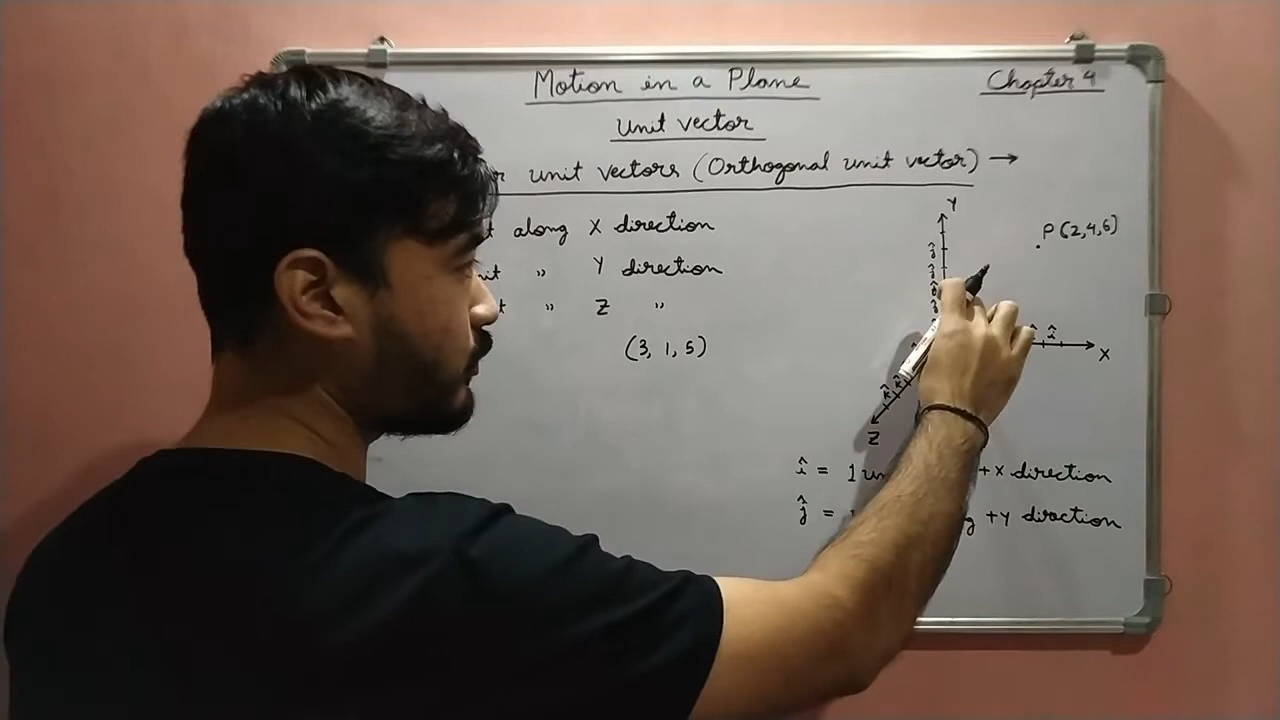 Motion in a Plane
Chapter 4
Unit vector
unit vectors (Orthogonal unit vector) →
along X direction
" Y direction
" Z "
(3, 1, 5)
Y
P (2,4,6)
ĵ
ĵ
ĵ
ĵ
î
X
k̂ k̂
Z
î = 1 +X direction
ĵ = +Y direction